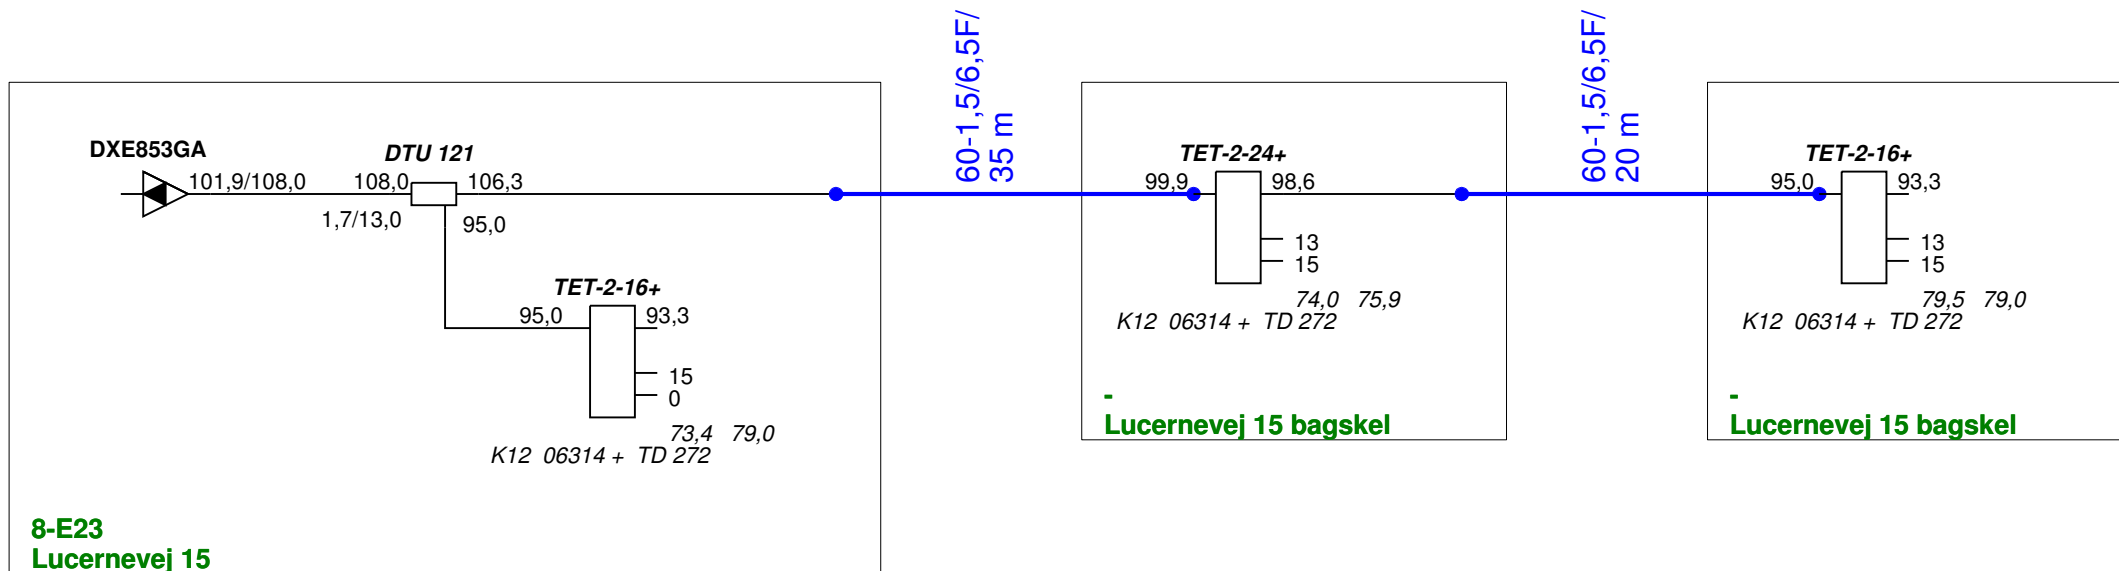 DXE853GA
101,9/108,0
DTU 121
108,0
106,3
1,7/13,0
95,0
TET-2-16+
95,0
93,3
15
0
73,4 79,0
K12 06314 + TD 272
8-E23
Lucernevej 15
60-1,5/6,5F/
35 m
TET-2-24+
99,9
98,6
13
15
74,0 75,9
K12 06314 + TD 272
-
Lucernevej 15 bagskel
60-1,5/6,5F/
20 m
TET-2-16+
95,0
93,3
13
15
79,5 79,0
K12 06314 + TD 272
-
Lucernevej 15 bagskel